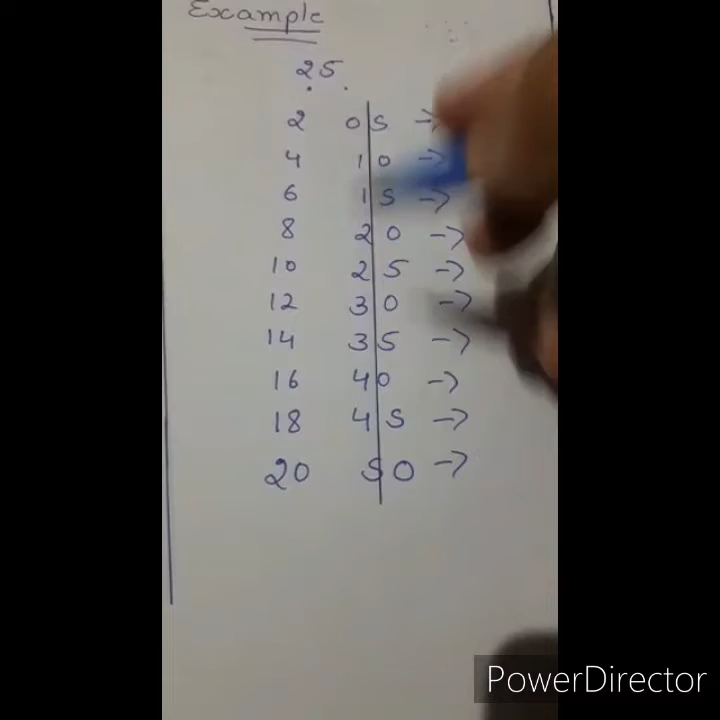 Example
25
2 05 →
4 10 →
6 15 →
8 20 →
10 25 →
12 30 →
14 35 →
16 40 →
18 45 →
20 50 →
PowerDirector